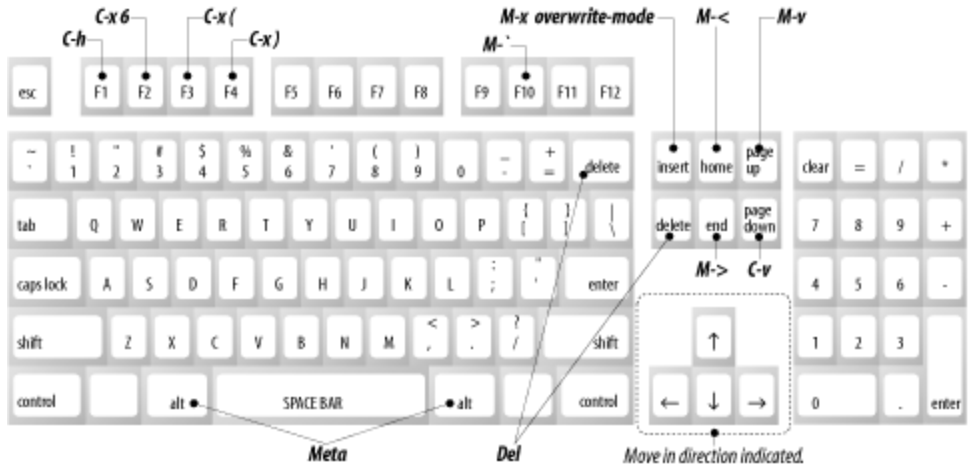 C-x 6 C-x ( M-x overwrite-mode M-< M-v
C-h C-x ) M-`
esc F1 F2 F3 F4 F5 F6 F7 F8 F9 F10 F11 F12
~ ! " # $ % & ' ( ) _ +
` 1 2 3 4 5 6 7 8 9 0 - = delete insert home page up clear = / *
tab Q W E R T Y U I O P { [ } ] | \ delete end page down 7 8 9 +
M-> C-v
caps lock A S D F G H J K L : ; " ' enter 4 5 6 -
shift Z X C V B N M < , > . ? / shift ↑ 1 2 3
control alt SPACE BAR alt control ← ↓ → 0 . enter
Meta Del Move in direction indicated.